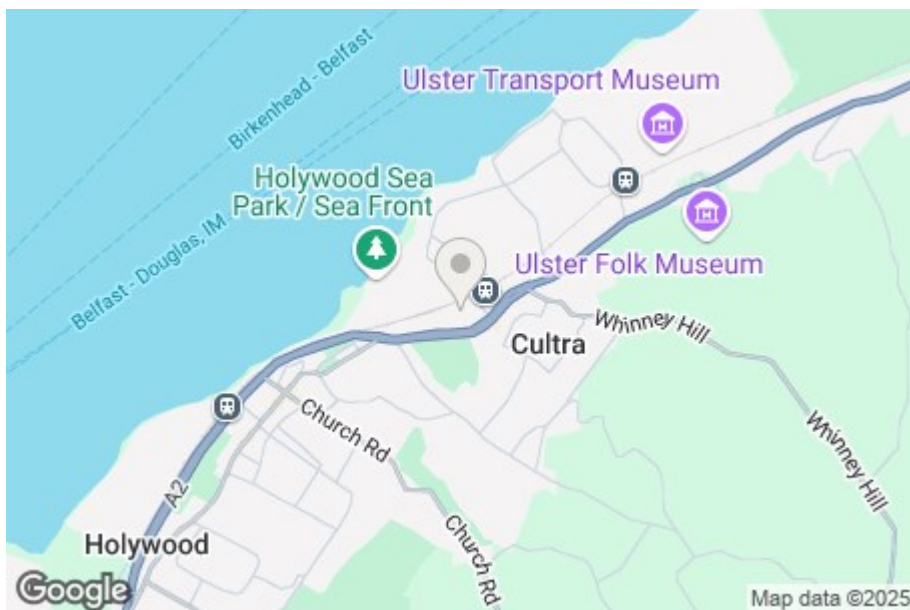 Birkenhead - Belfast
Ulster Transport Museum
Holywood Sea
Park / Sea Front
Belfast - Douglas, IM
Ulster Folk Museum
Whinney Hill
Cultra
Church Rd
Whinney Hill
A2
Church Rd
Holywood
Google
Map data ©2025